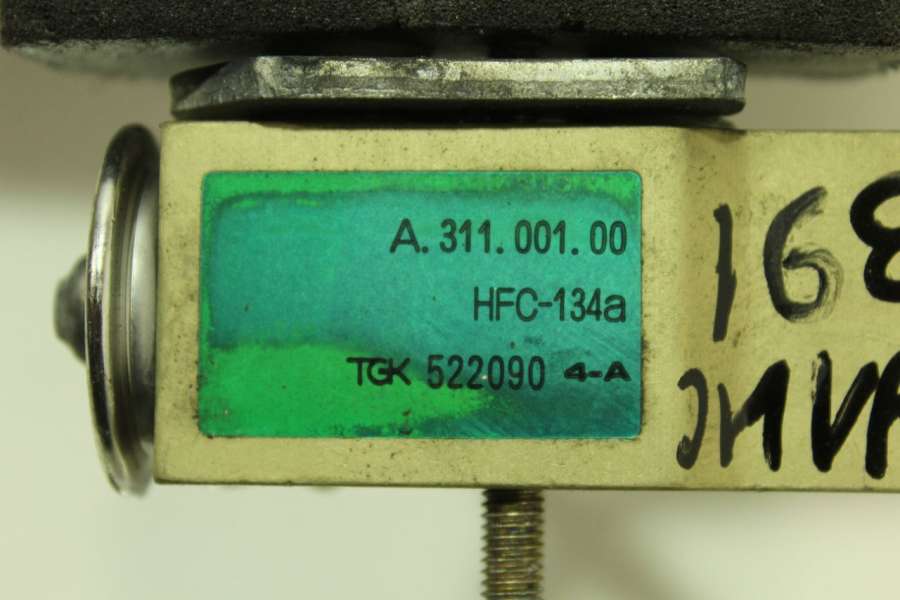 A.311.001.00
HFC-134a
TGK 522090 4-A
168